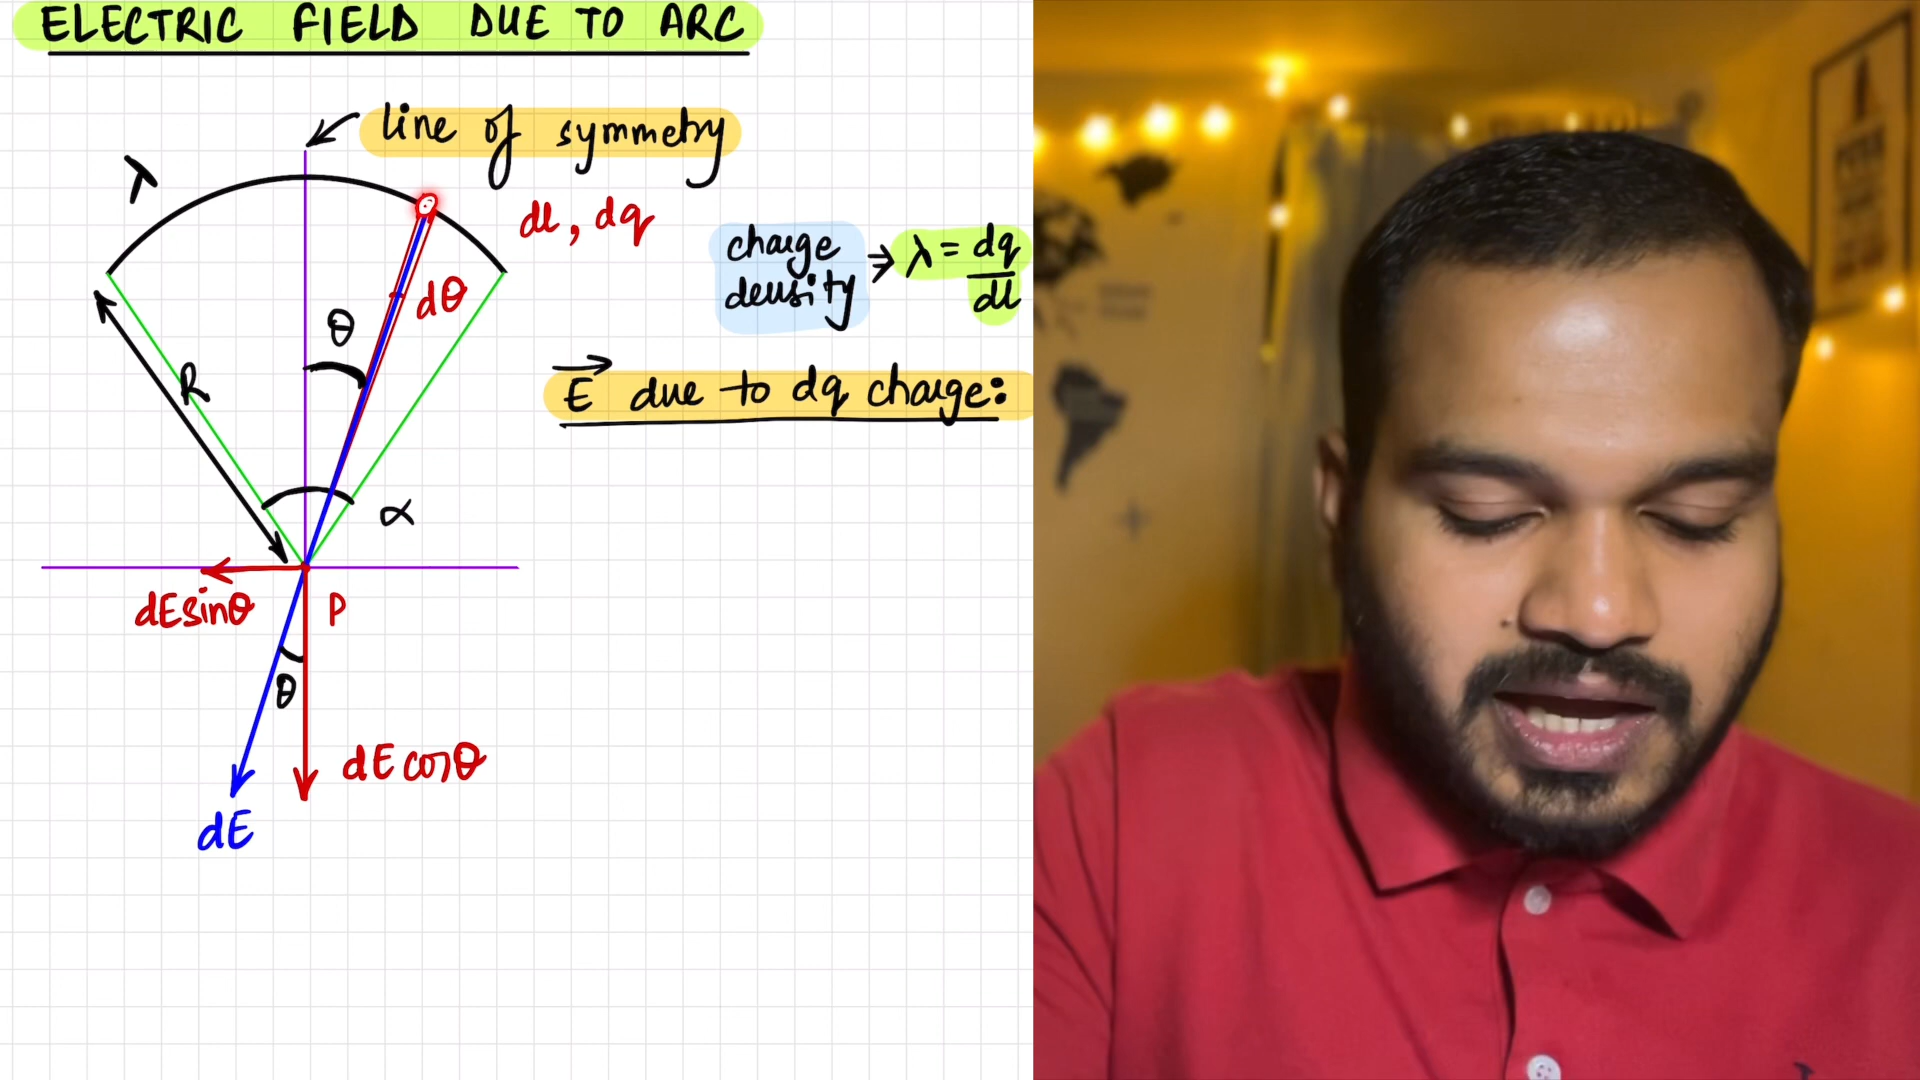 ELECTRIC FIELD DUE TO ARC
line of symmetry
λ
dl, dq
charge density ⇒ λ = dq/dl
dθ
θ
R
E due to dq charge:
α
dEsinθ
P
θ
dEcosθ
dE